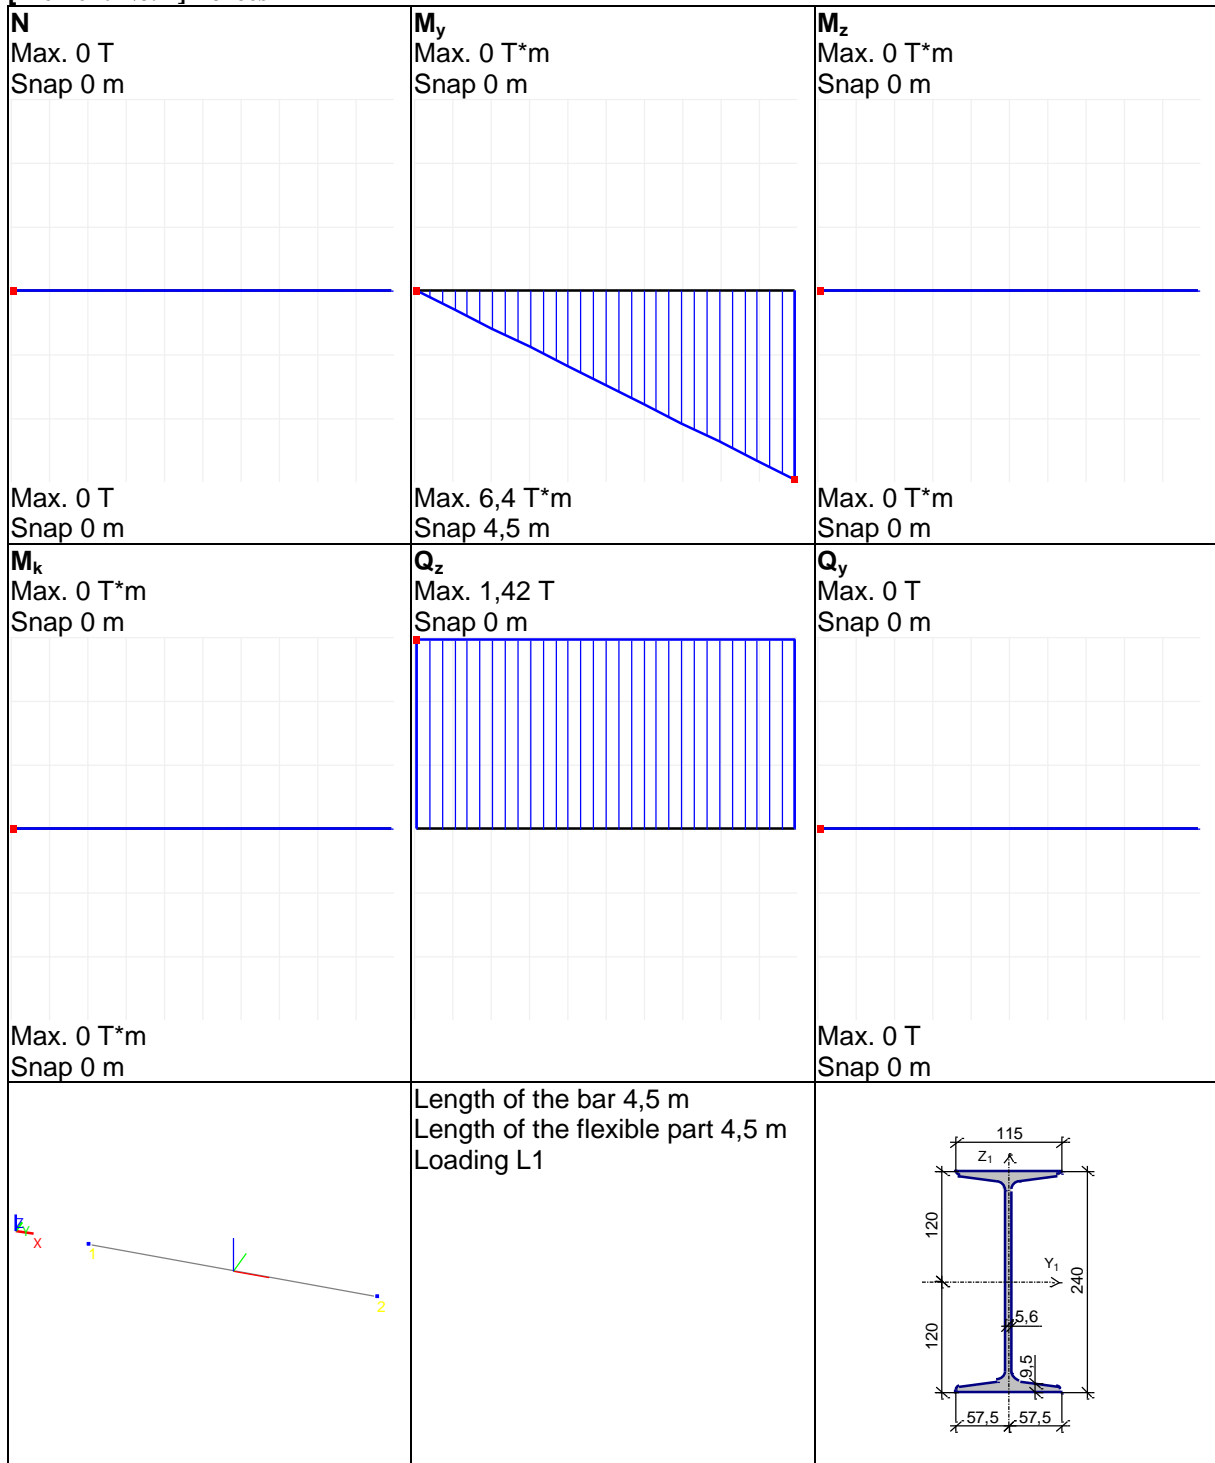 N
Max. 0 T
Snap 0 m
Max. 0 T
Snap 0 m
My
Max. 0 T*m
Snap 0 m
Max. 6,4 T*m
Snap 4,5 m
Mz
Max. 0 T*m
Snap 0 m
Max. 0 T*m
Snap 0 m
Mk
Max. 0 T*m
Snap 0 m
Max. 0 T*m
Snap 0 m
Qz
Max. 1,42 T
Snap 0 m
Qy
Max. 0 T
Snap 0 m
Max. 0 T
Snap 0 m
Z
Y
X
1
2
Length of the bar 4,5 m
Length of the flexible part 4,5 m
Loading L1
115
Z1
120
Y1
240
5,6
120
9,5
57,5
57,5